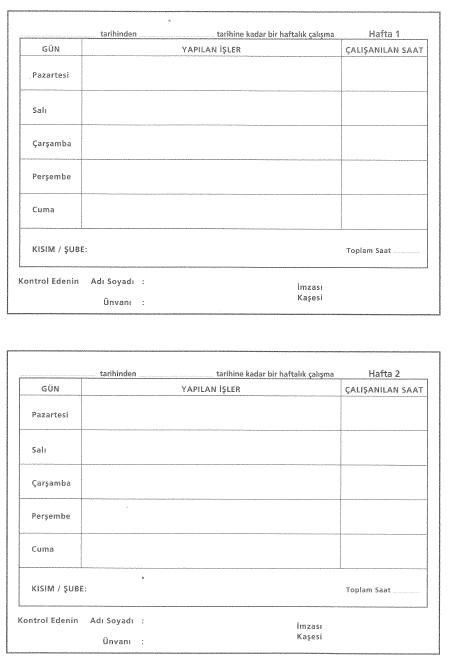 ........................ tarihinden ........................ tarihine kadar bir haftalık çalışma Hafta 1
GÜN YAPILAN İŞLER ÇALIŞANILAN SAAT
Pazartesi
Salı
Çarşamba
Perşembe
Cuma
KISIM / ŞUBE: Toplam Saat ............
Kontrol Edenin Adı Soyadı : İmzası
Kaşesi
Ünvanı :
........................ tarihinden ........................ tarihine kadar bir haftalık çalışma Hafta 2
GÜN YAPILAN İŞLER ÇALIŞANILAN SAAT
Pazartesi
Salı
Çarşamba
Perşembe
Cuma
KISIM / ŞUBE: Toplam Saat ............
Kontrol Edenin Adı Soyadı : İmzası
Kaşesi
Ünvanı :